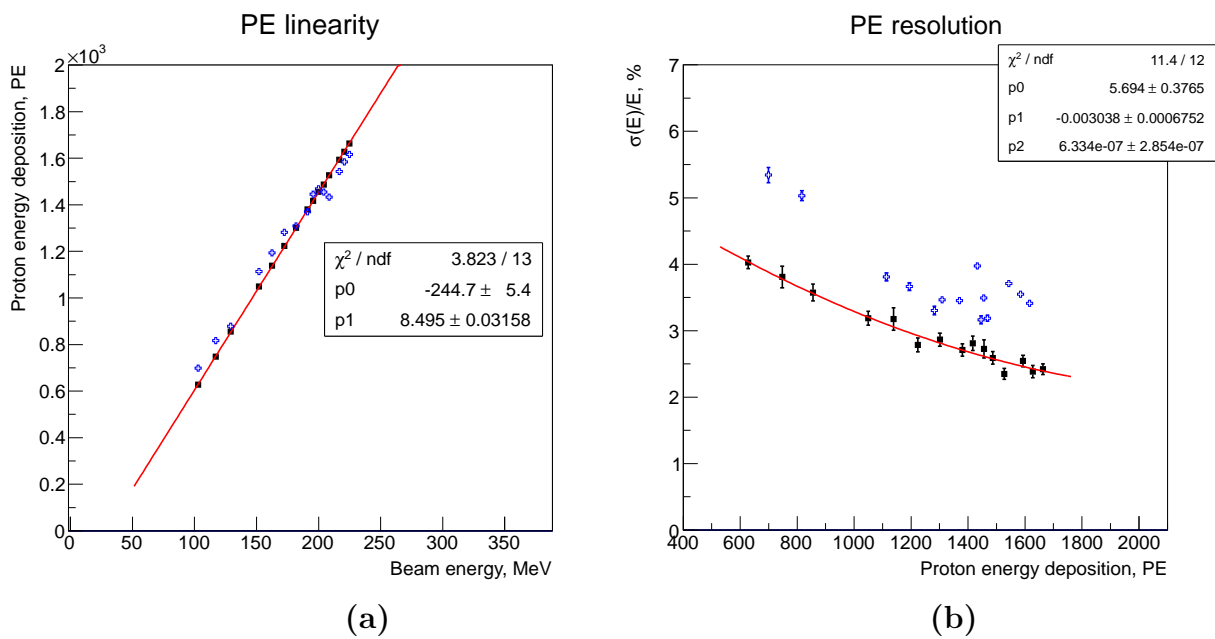 PE linearity
×10³
2
1.8
1.6
1.4
1.2
1
0.8
0.6
0.4
0.2
0
Proton energy deposition, PE
χ² / ndf 3.823 / 13
p0 -244.7 ± 5.4
p1 8.495 ± 0.03158
0 50 100 150 200 250 300 350
Beam energy, MeV
(a)
PE resolution
χ² / ndf 11.4 / 12
p0 5.694 ± 0.3765
p1 -0.003038 ± 0.0006752
p2 6.334e-07 ± 2.854e-07
7
6
5
4
3
2
1
0
σ(E)/E, %
400 600 800 1000 1200 1400 1600 1800 2000
Proton energy deposition, PE
(b)